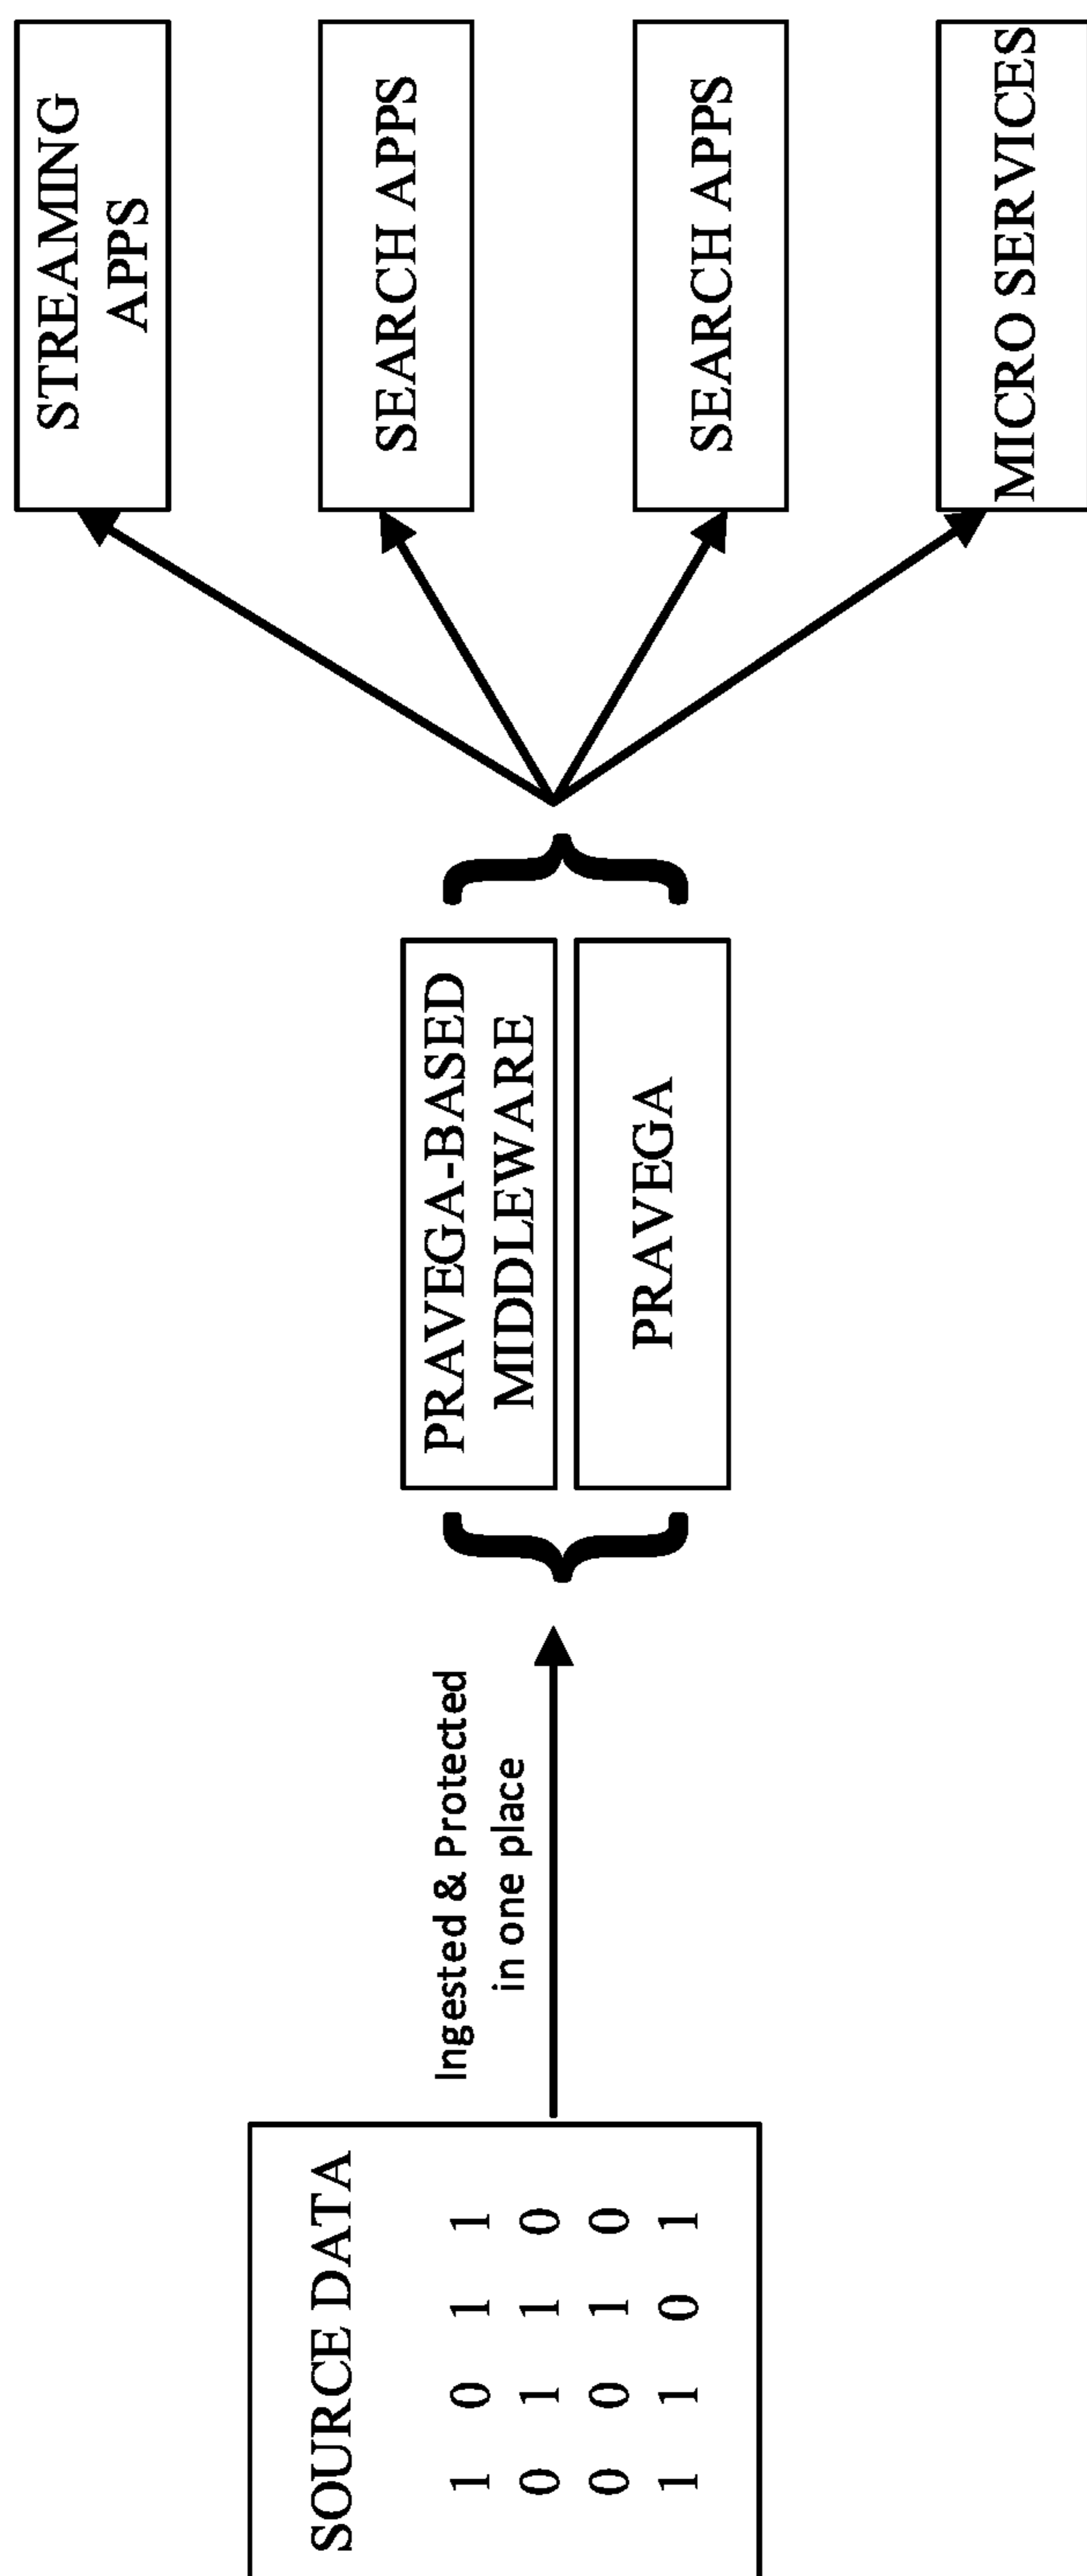 SOURCE DATA
1 0 1 1
0 1 1 0
0 0 1 0
1 1 0 1
Ingested & Protected
in one place
PRAVEGA-BASED
MIDDLEWARE
PRAVEGA
STREAMING
APPS
SEARCH APPS
SEARCH APPS
MICRO SERVICES